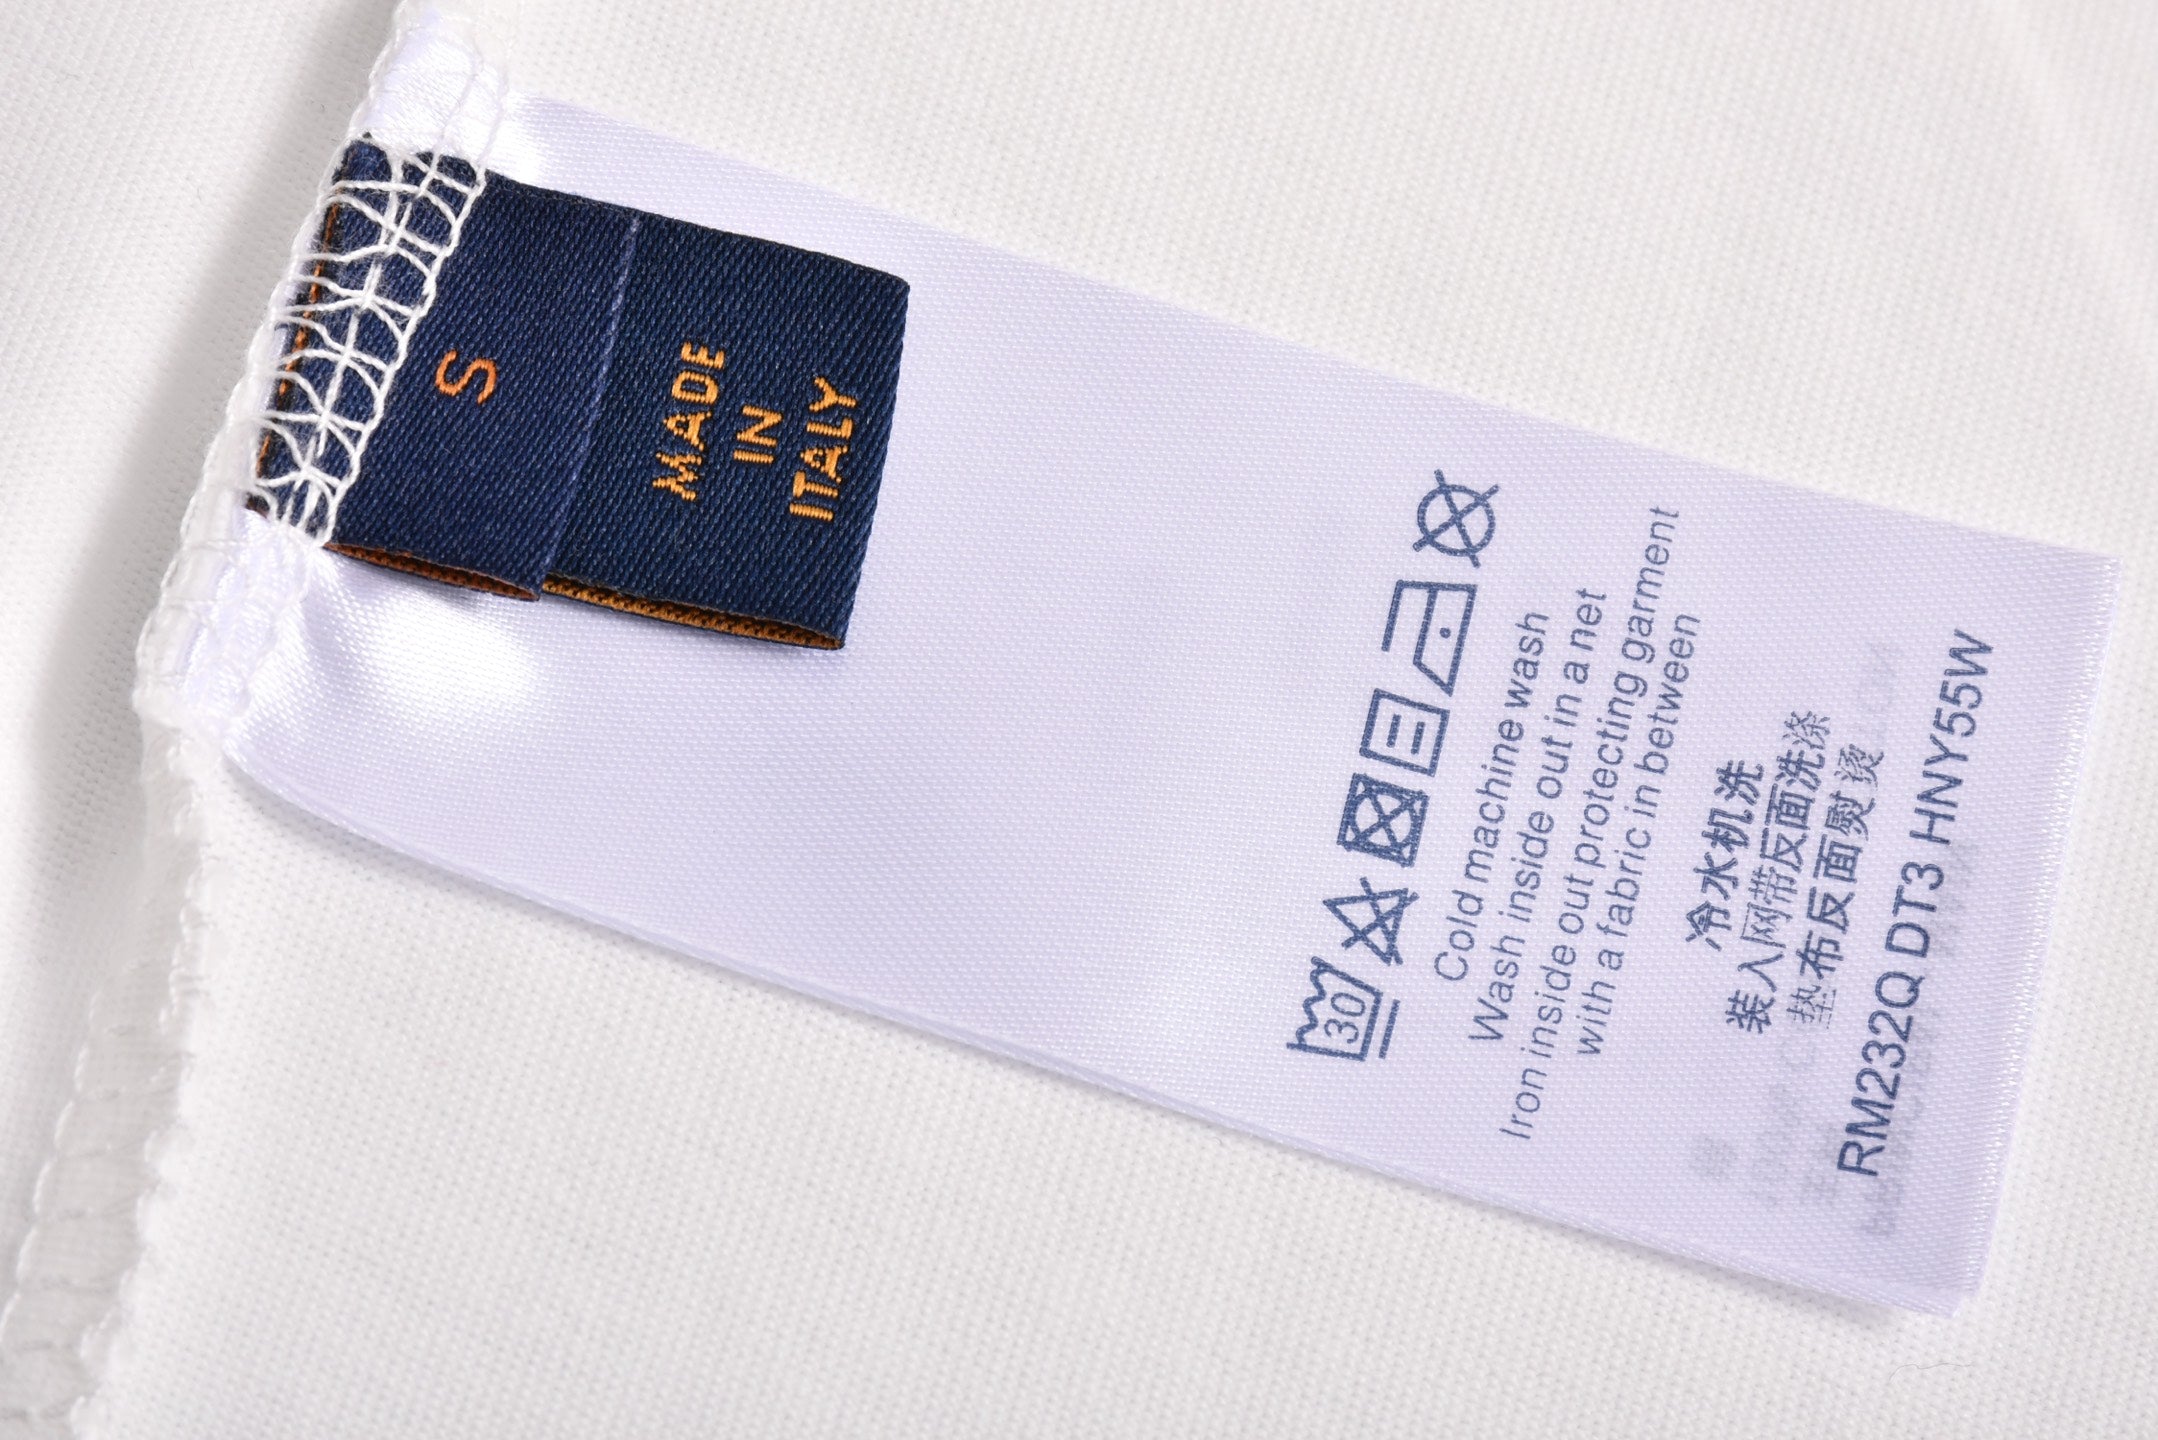 S
MADE
IN
ITALY
30
Cold machine wash
Wash inside out in a net
Iron inside out protecting garment
with a fabric in between
冷水机洗
装入网带反面洗涤
垫布反面熨烫
RM232Q DT3 HNY55W